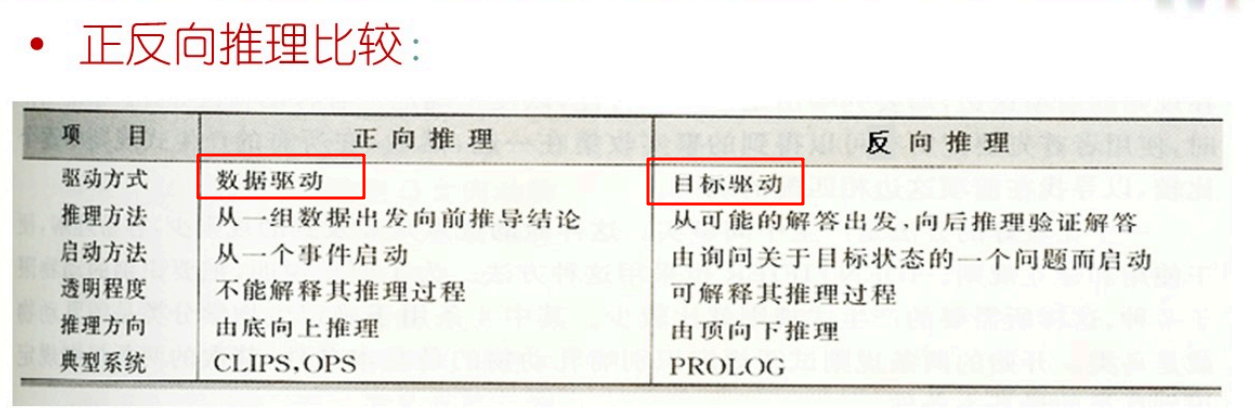 • 正反向推理比较:
项 目 正向推理 反向推理
驱动方式 数据驱动 目标驱动
推理方法 从一组数据出发向前推导结论 从可能的解答出发,向后推理验证解答
启动方法 从一个事件启动 由询问关于目标状态的一个问题而启动
透明程度 不能解释其推理过程 可解释其推理过程
推理方向 由底向上推理 由顶向下推理
典型系统 CLIPS,OPS PROLOG